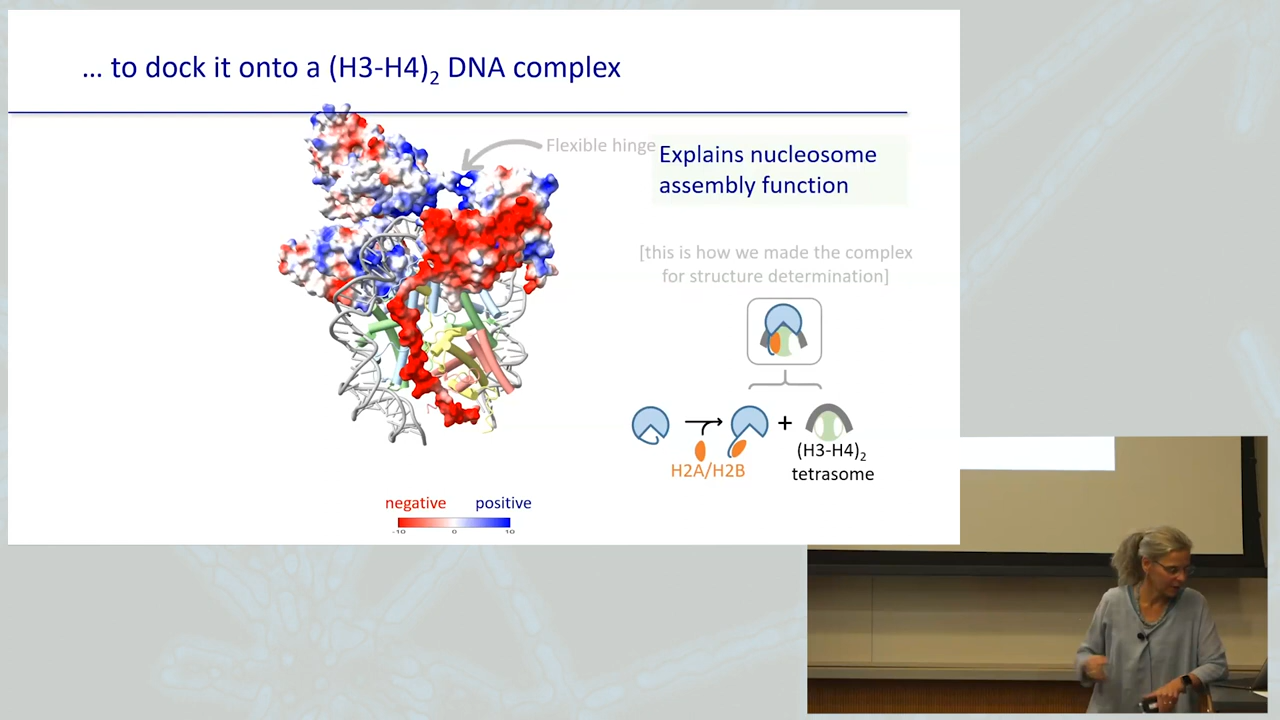 ... to dock it onto a (H3-H4)2 DNA complex
Flexible hinge
Explains nucleosome
assembly function
[this is how we made the complex
for structure determination]
+
(H3-H4)2
tetrasome
H2A/H2B
negative positive
-10 0 10